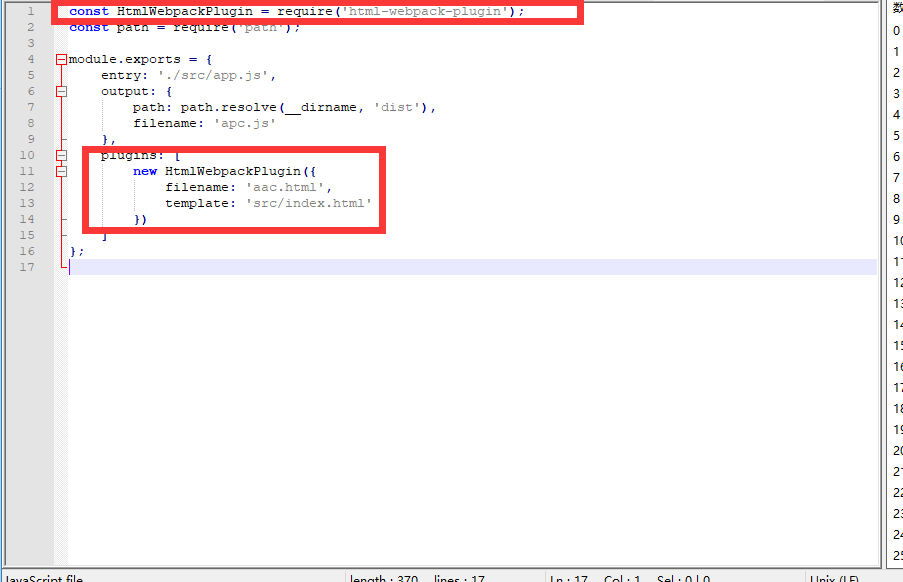 1 const HtmlWebpackPlugin = require('html-webpack-plugin');
2 const path = require('path');
3
4 module.exports = {
5     entry: './src/app.js',
6     output: {
7         path: path.resolve(__dirname, 'dist'),
8         filename: 'apc.js'
9     },
10     plugins: [
11         new HtmlWebpackPlugin({
12             filename: 'aac.html',
13             template: 'src/index.html'
14         })
15     ]
16 };
17
数
0
1
2
3
4
5
6
7
8
9
10
11
12
13
14
15
16
17
18
19
20
21
22
23
24
25
JavaScript file length : 370 lines : 17 Ln : 17 Col : 1 Sel : 0 | 0 Unix (LF)